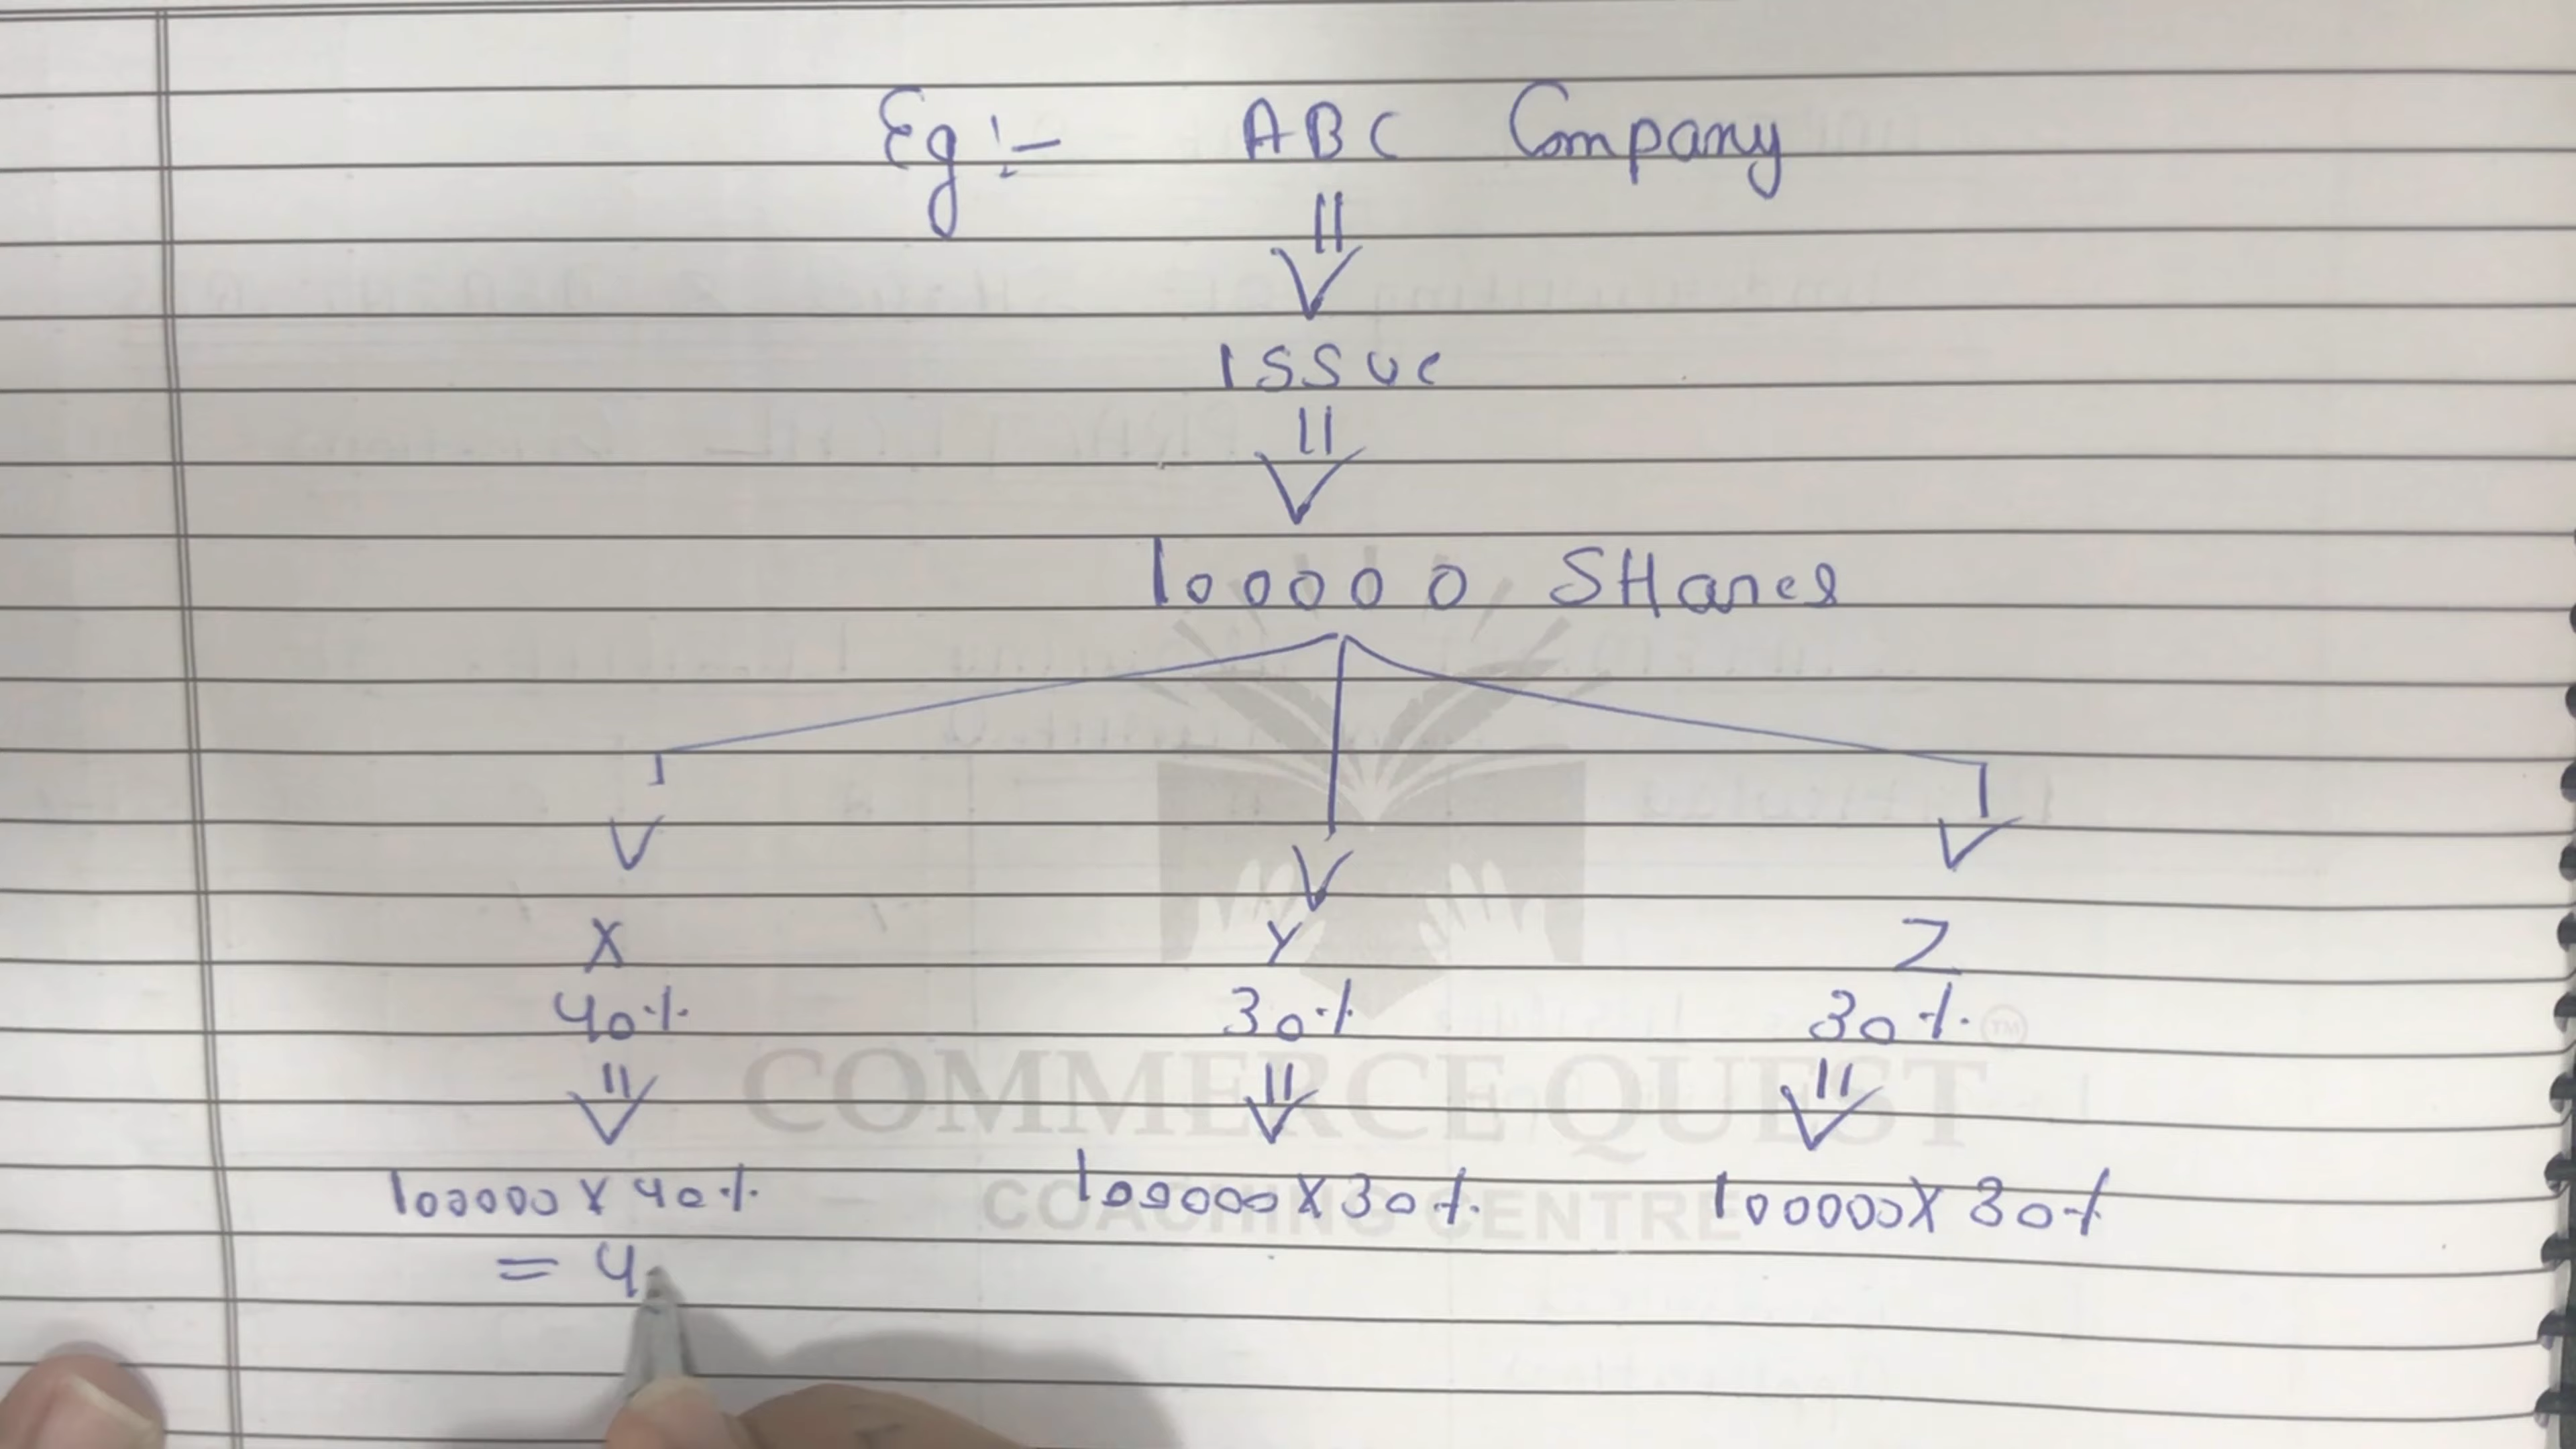 Eg :- ABC Company
ISSUe
100000 SHares
X Y Z
40% 30% 30%
TM
COMMERCE QUEST
100000 X 40% 100000 X 30% 100000 X 30%
COACHING CENTRE
= 4